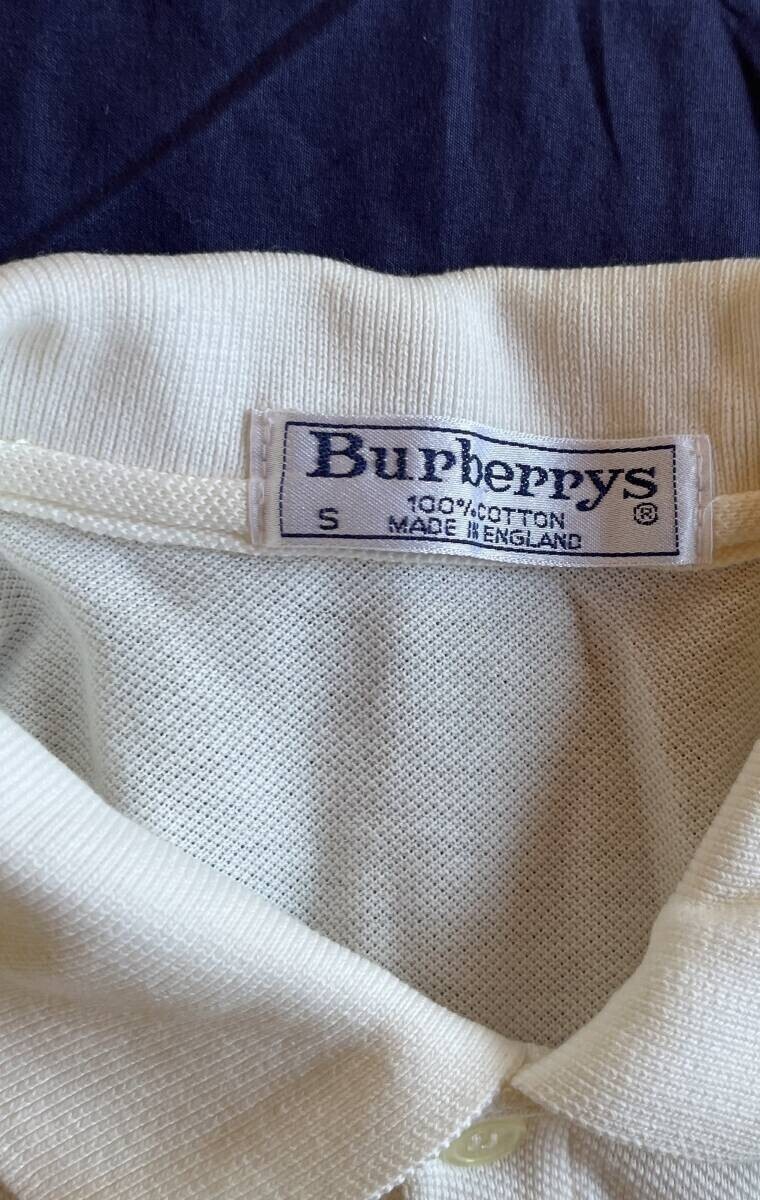 Burberrys
S 100% COTTON ®
MADE IN ENGLAND